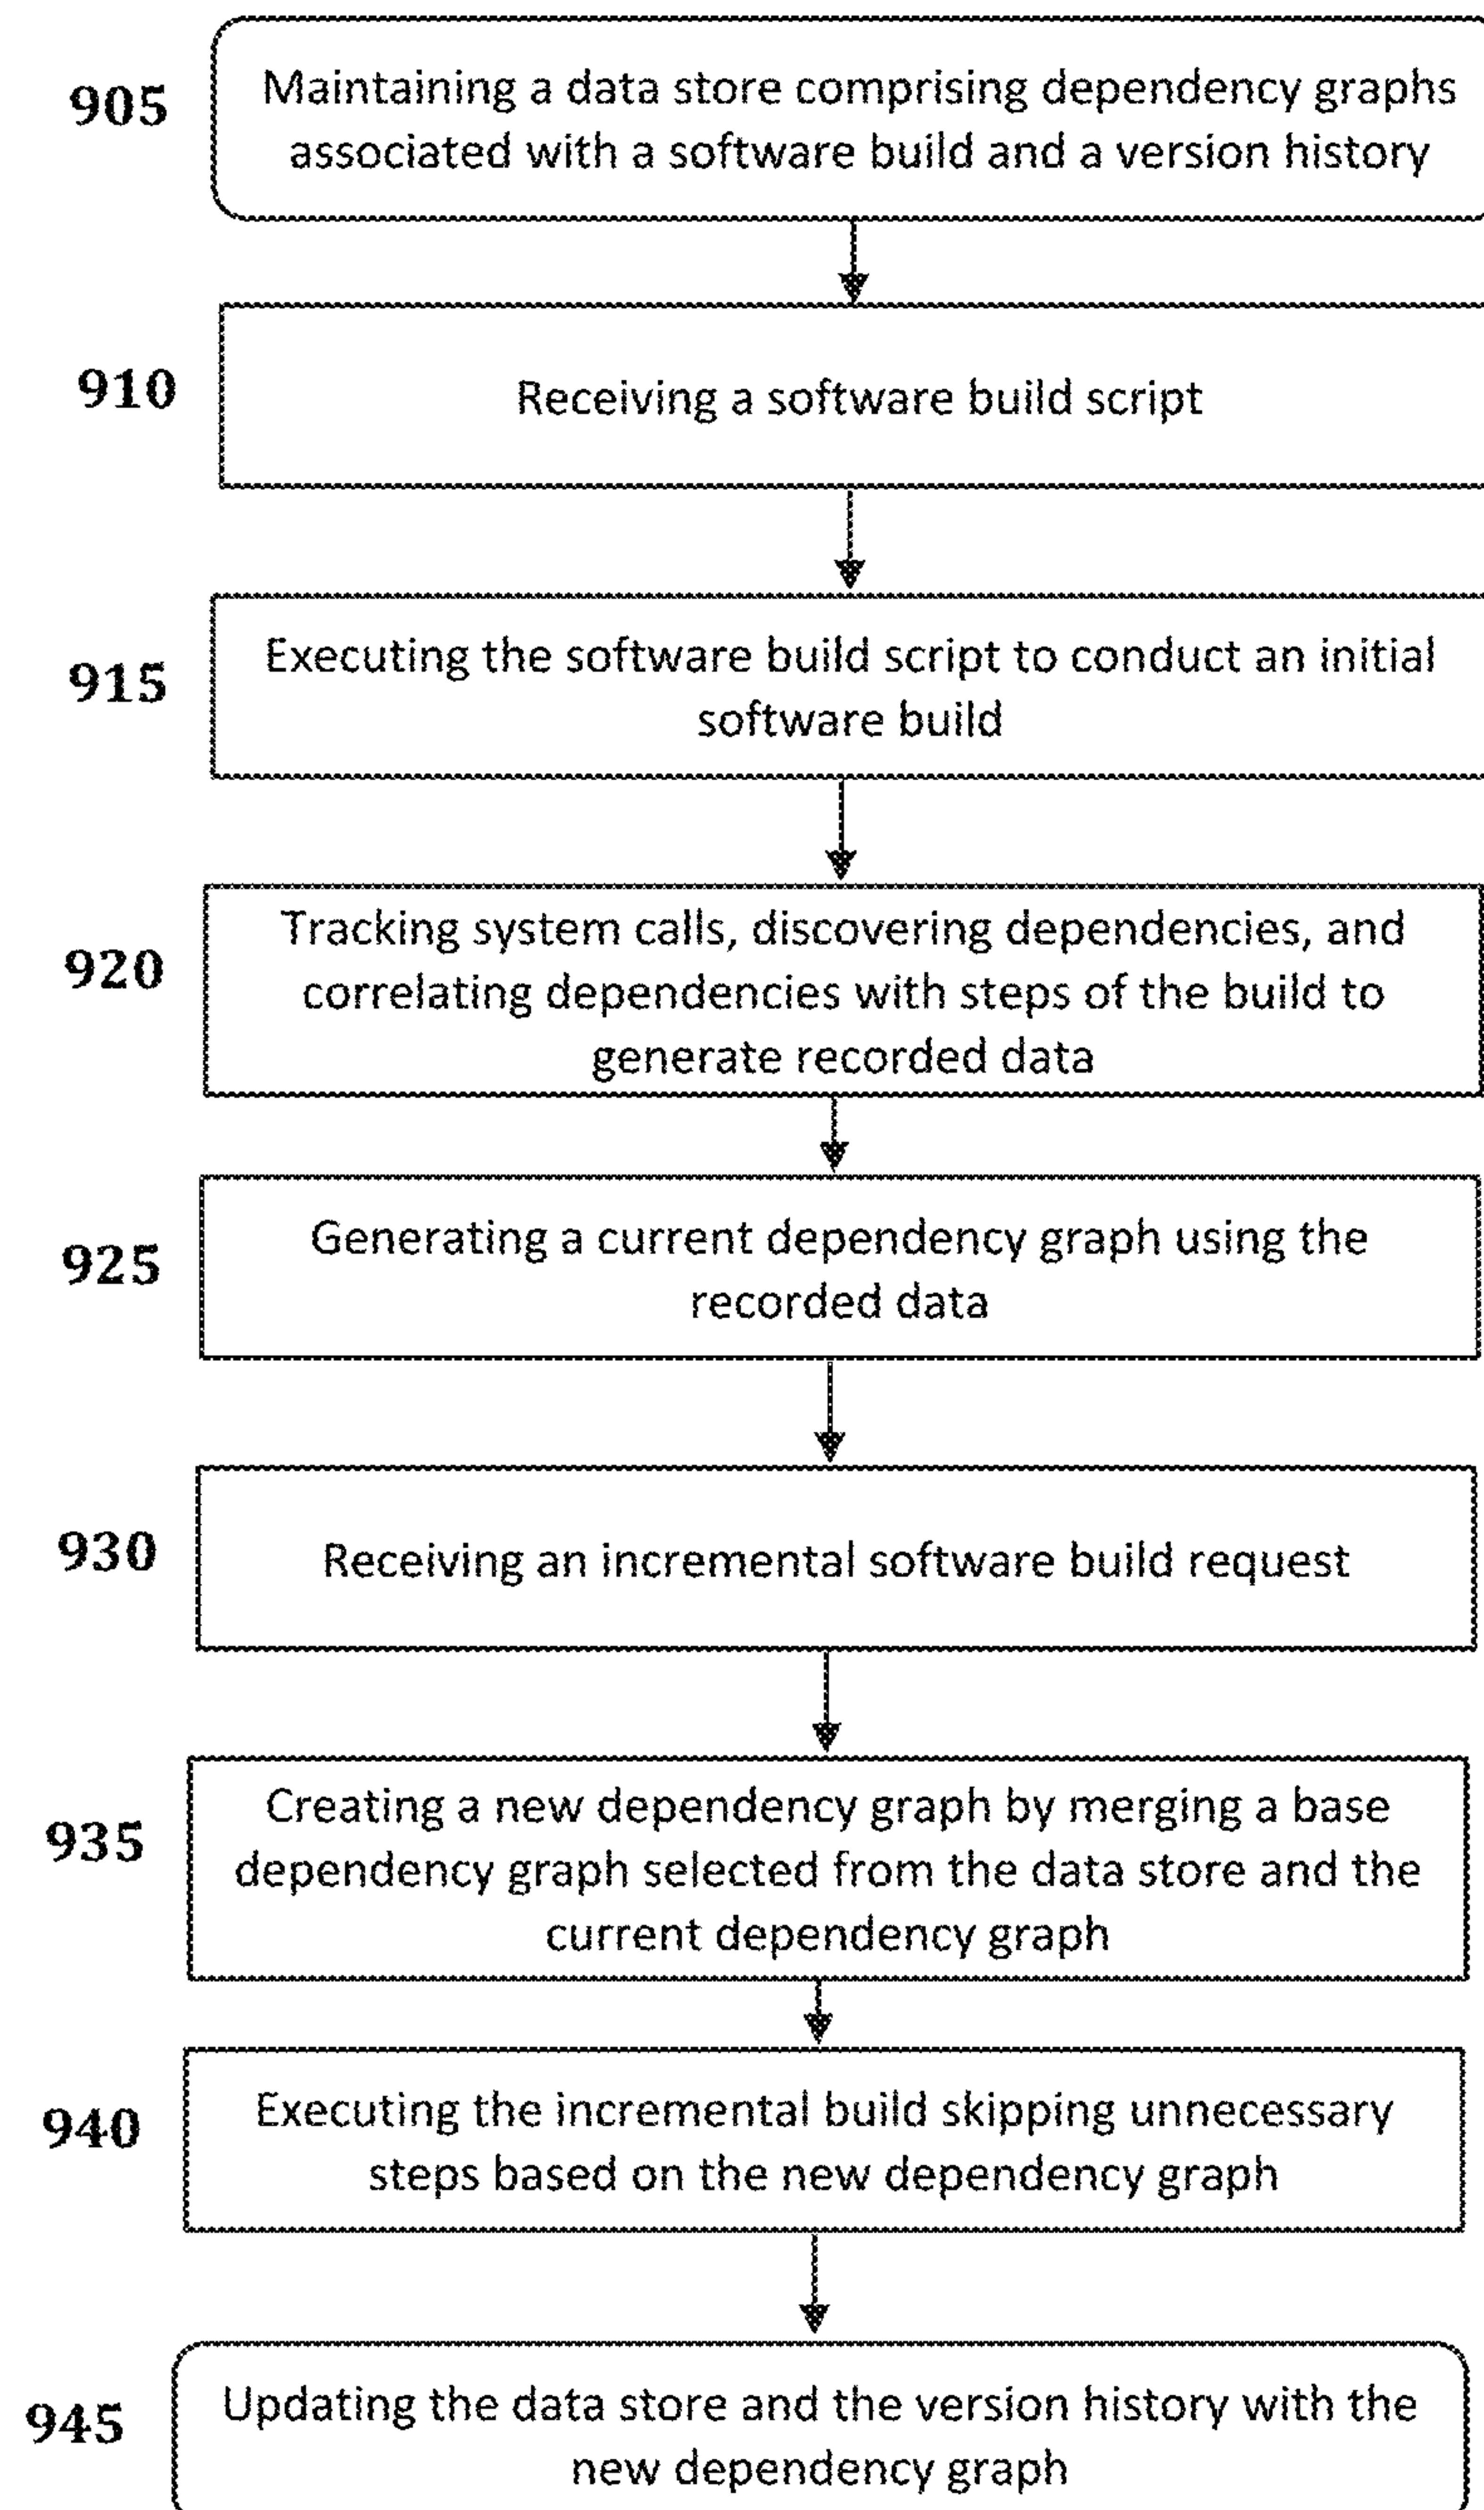 905
Maintaining a data store comprising dependency graphs
associated with a software build and a version history
910
Receiving a software build script
915
Executing the software build script to conduct an initial
software build
920
Tracking system calls, discovering dependencies, and
correlating dependencies with steps of the build to
generate recorded data
925
Generating a current dependency graph using the
recorded data
930
Receiving an incremental software build request
935
Creating a new dependency graph by merging a base
dependency graph selected from the data store and the
current dependency graph
940
Executing the incremental build skipping unnecessary
steps based on the new dependency graph
945
Updating the data store and the version history with the
new dependency graph